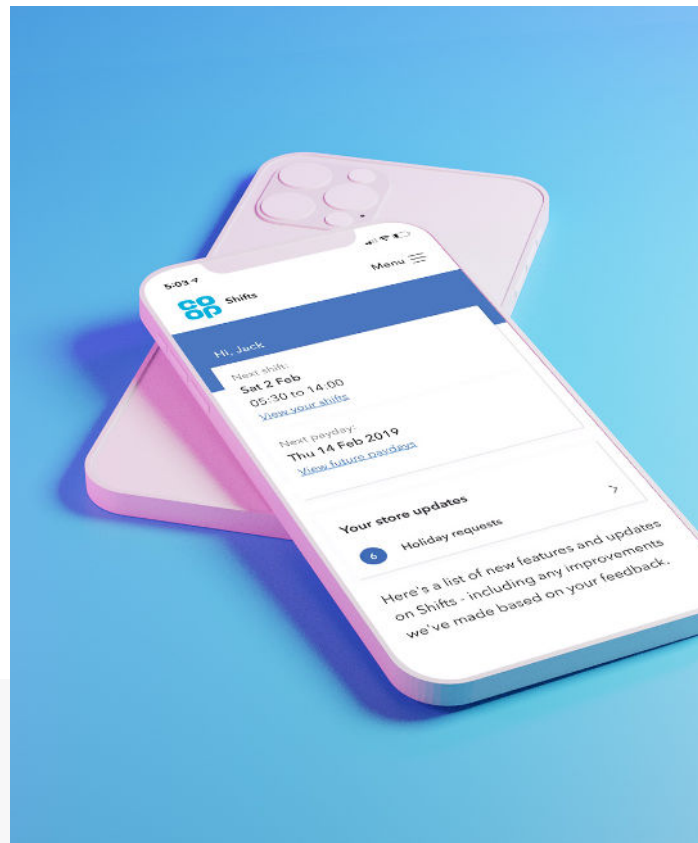 5:03
CO
OP
Shifts
Menu
Hi, Jack
Next shift:
Sat 2 Feb
05:30 to 14:00
View your shifts
Next payday:
Thu 14 Feb 2019
View future paydays
Your store updates
6
Holiday requests
Here's a list of new features and updates
on Shifts - including any improvements
we've made based on your feedback.